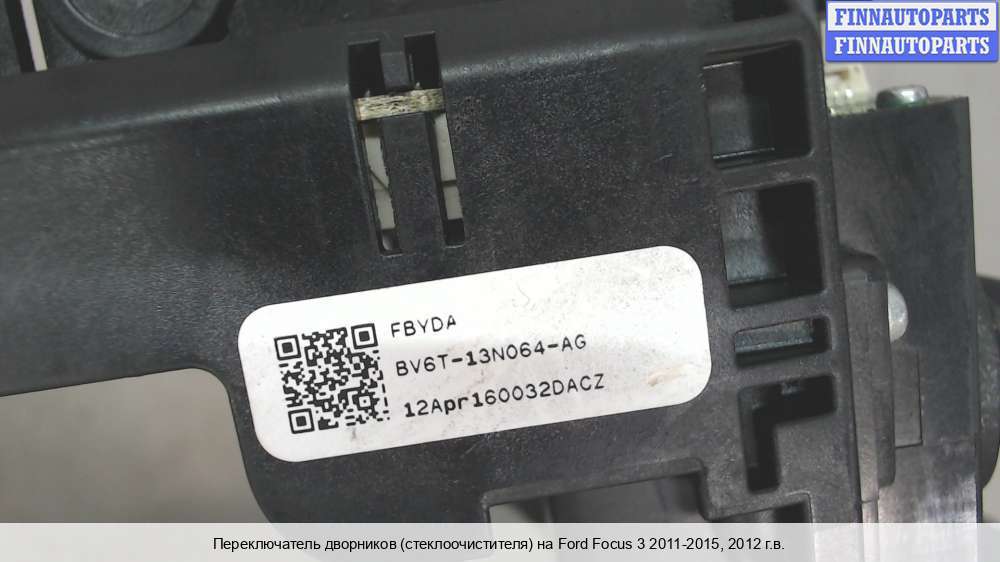 FINNAUTOPARTS
FINNAUTOPARTS
FBYDA
BV6T-13N064-AG
12Apr160032DACZ
Переключатель дворников (стеклоочистителя) на Ford Focus 3 2011-2015, 2012 г.в.